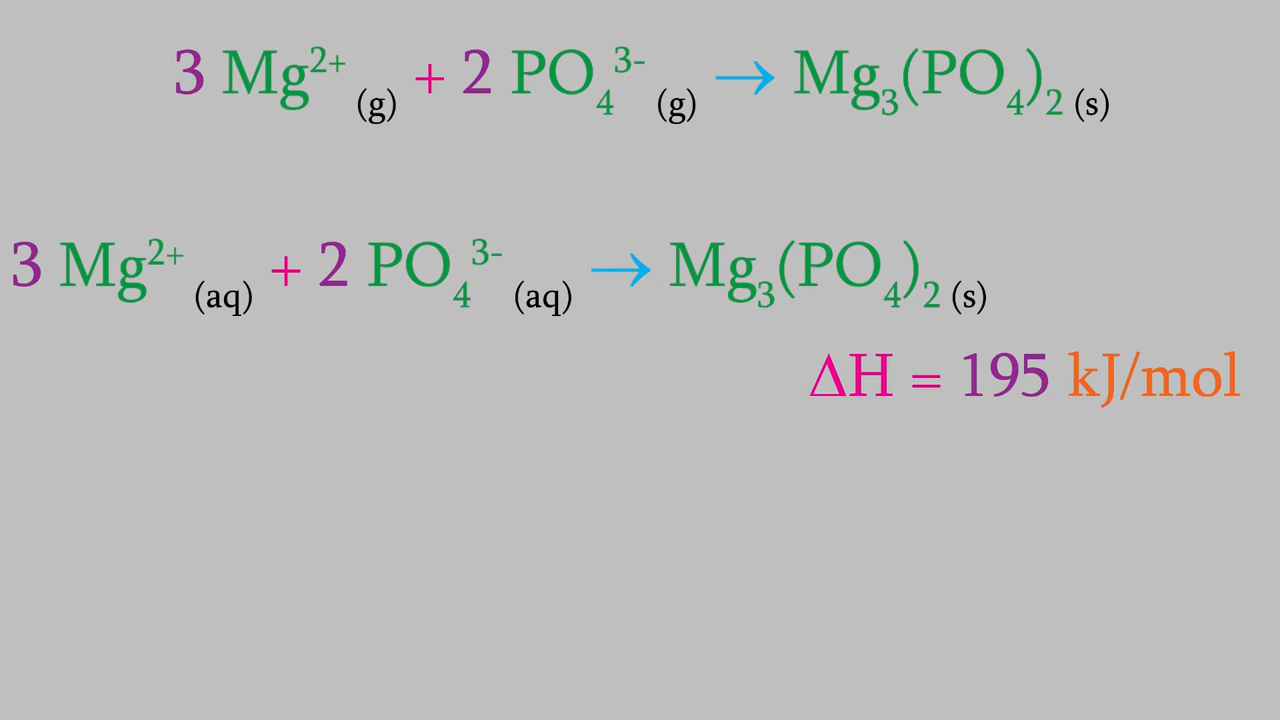 3 Mg²⁺ (g) + 2 PO₄³⁻ (g) → Mg₃(PO₄)₂ (s)
3 Mg²⁺ (aq) + 2 PO₄³⁻ (aq) → Mg₃(PO₄)₂ (s)
ΔH = 195 kJ/mol